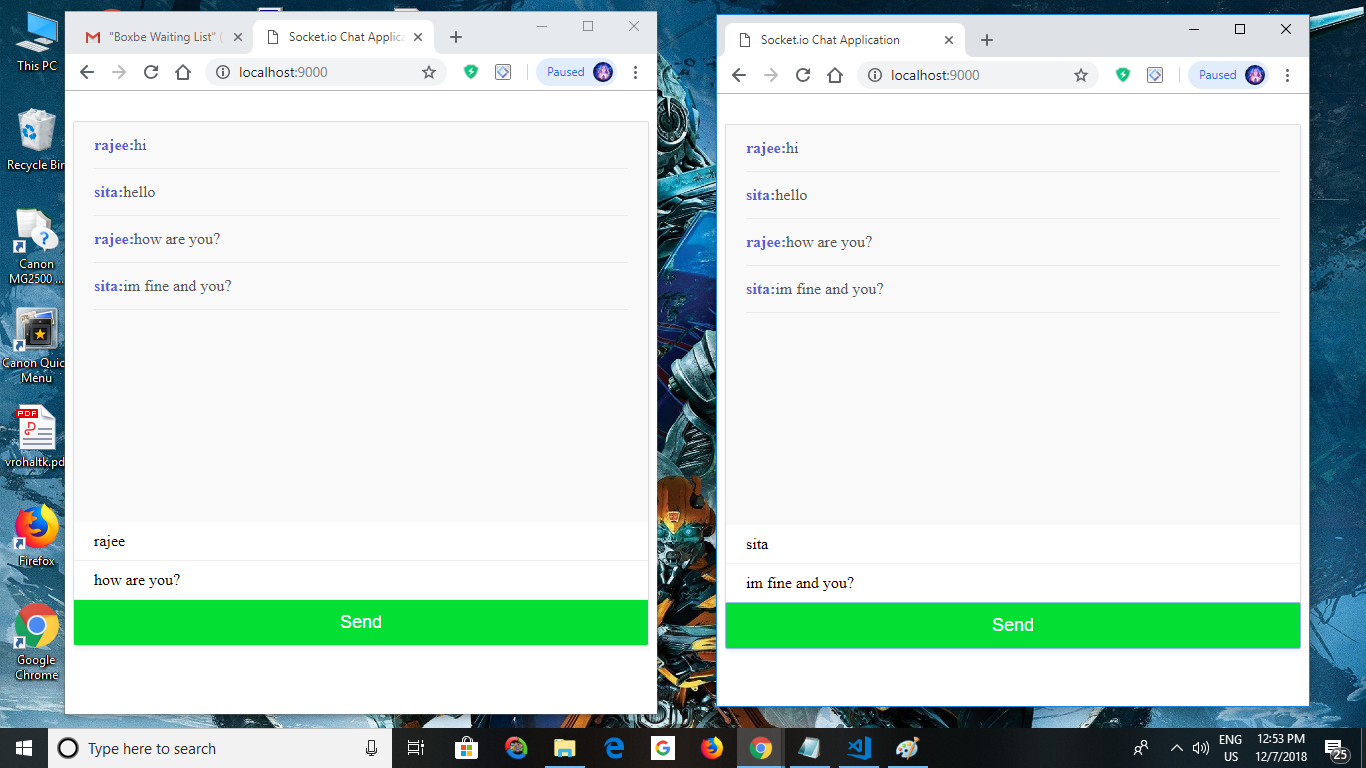 This PC
Recycle Bin
Canon
MG2500 ...
Canon Quic
Menu
PDF
vrohaltk.pd
Firefox
Google
Chrome
"Boxbe Waiting List" (
Socket.io Chat Applica
localhost:9000
Paused
rajee:hi
sita:hello
rajee:how are you?
sita:im fine and you?
rajee
how are you?
Send
Socket.io Chat Application
localhost:9000
Paused
rajee:hi
sita:hello
rajee:how are you?
sita:im fine and you?
sita
im fine and you?
Send
Type here to search
ENG
US
12:53 PM
12/7/2018
25